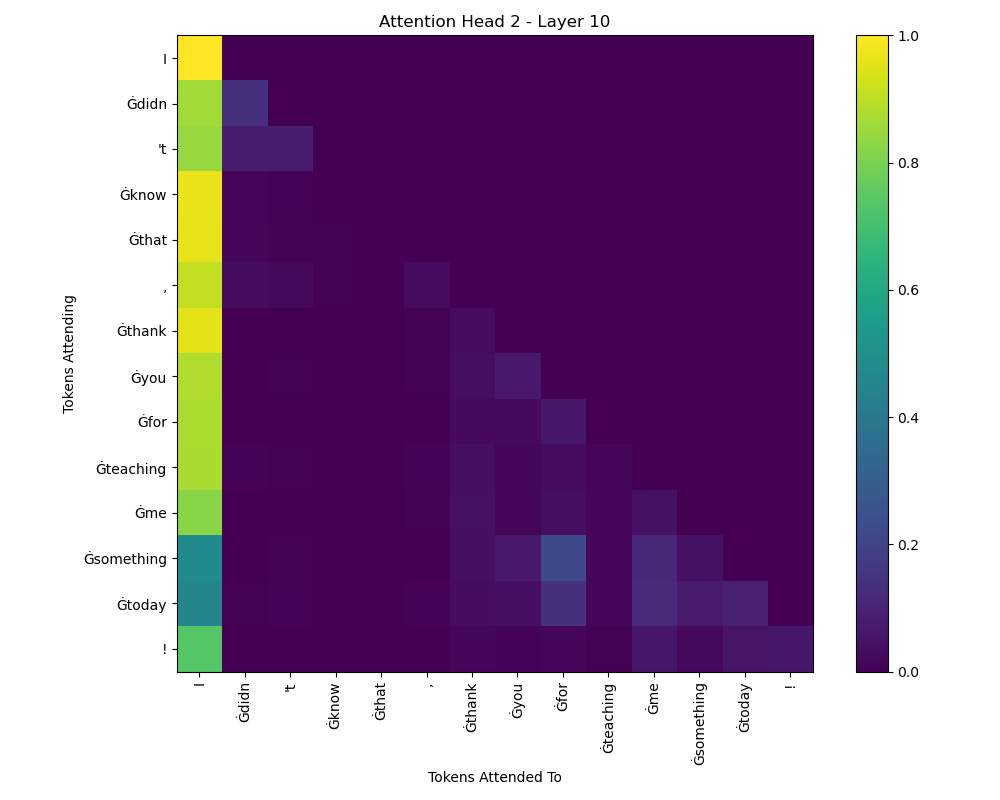 Attention Head 2 - Layer 10
I
Ġdidn
't
Ġknow
Ġthat
,
Ġthank
Ġyou
Ġfor
Ġteaching
Ġme
Ġsomething
Ġtoday
!
Tokens Attending
I
Ġdidn
't
Ġknow
Ġthat
,
Ġthank
Ġyou
Ġfor
Ġteaching
Ġme
Ġsomething
Ġtoday
!
Tokens Attended To
1.0
0.8
0.6
0.4
0.2
0.0